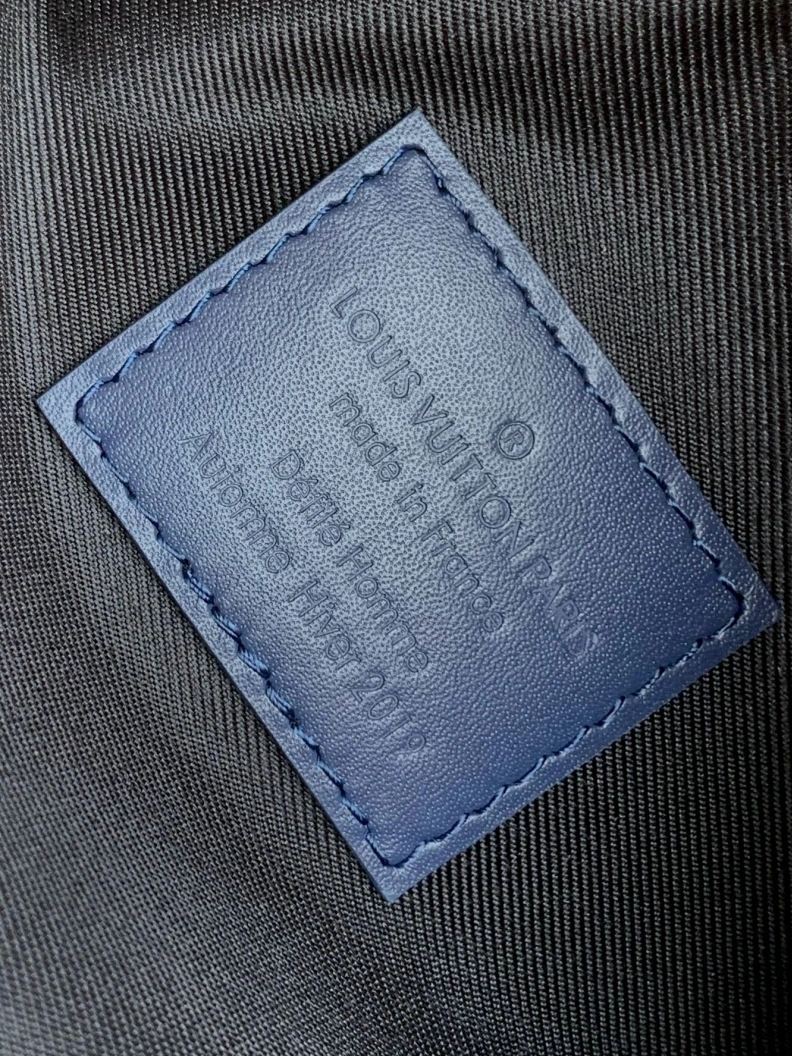 ®
LOUIS VUITTON PARIS
made in France
Défilé Homme
Automne Hiver 2019